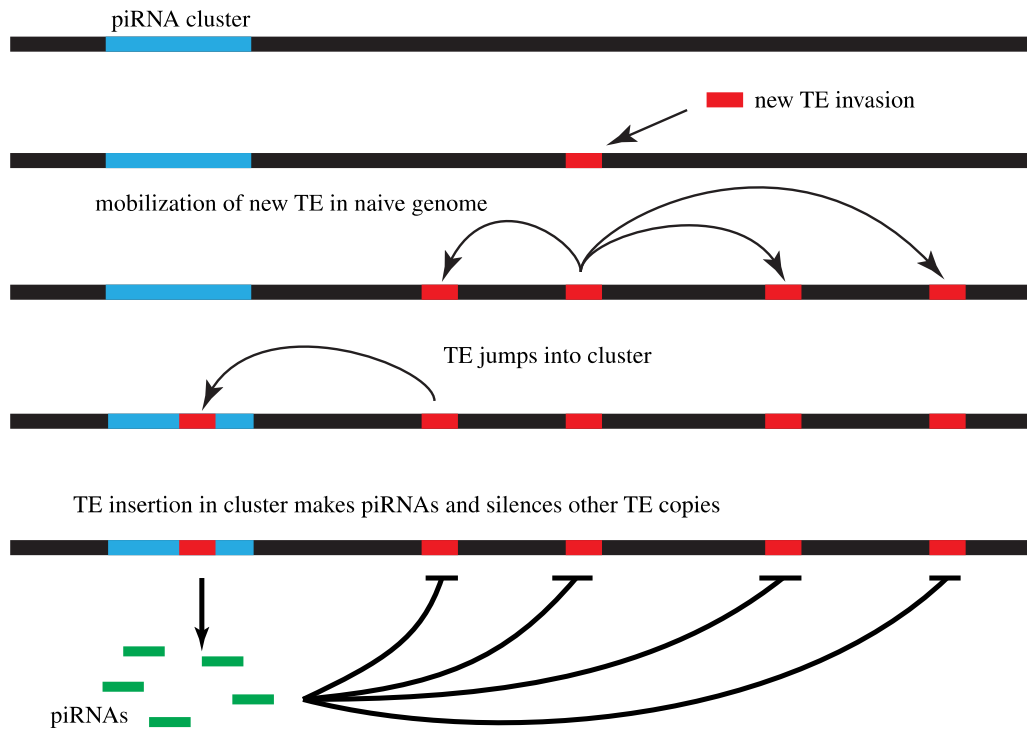 piRNA cluster
new TE invasion
mobilization of new TE in naive genome
TE jumps into cluster
TE insertion in cluster makes piRNAs and silences other TE copies
piRNAs